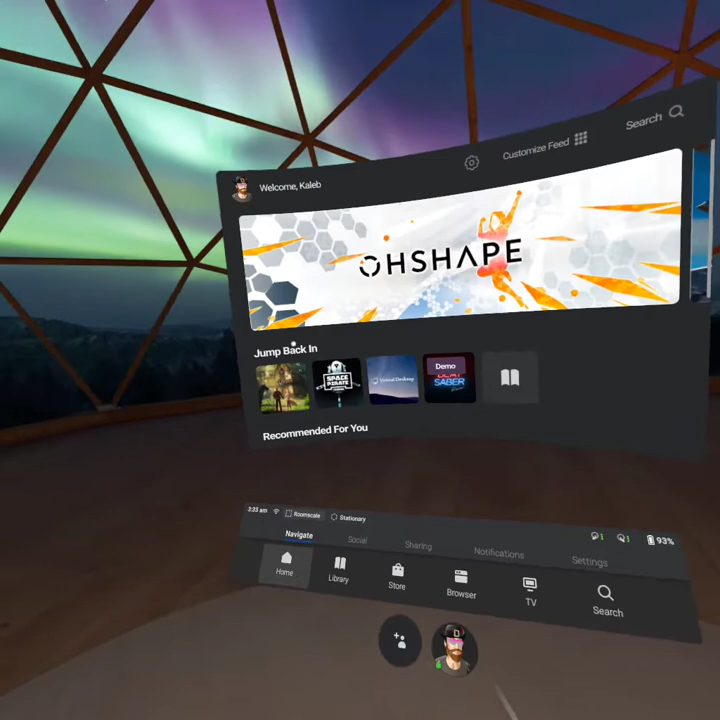 Search
Customize Feed
Welcome, Kaleb
OHSHAPE
Jump Back In
SPACE
PIRATE
Virtual Desktop
Demo
BEAT
SABER
Recommended For You
3:33 am Roomscale Stationary
93%
Navigate Social Sharing Notifications Settings
Home Library Store Browser TV Search